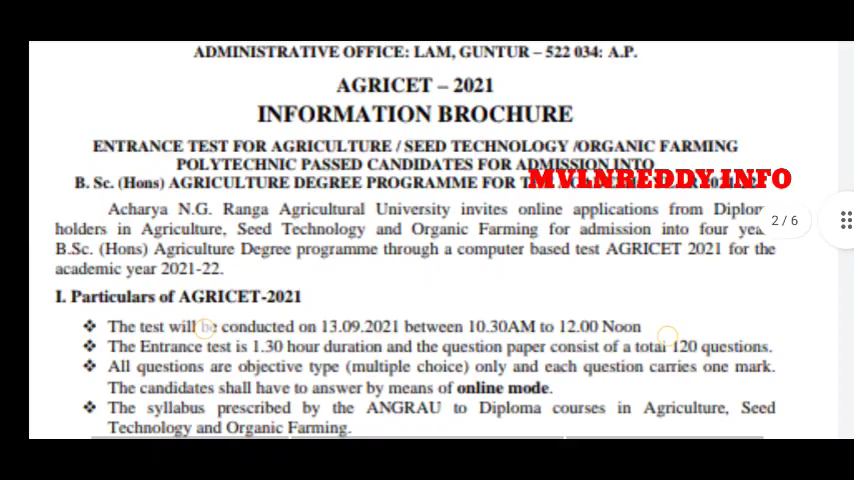 ADMINISTRATIVE OFFICE: LAM, GUNTUR – 522 034: A.P.
AGRICET – 2021
INFORMATION BROCHURE
ENTRANCE TEST FOR AGRICULTURE / SEED TECHNOLOGY /ORGANIC FARMING
POLYTECHNIC PASSED CANDIDATES FOR ADMISSION INTO
B. Sc. (Hons) AGRICULTURE DEGREE PROGRAMME FOR
MVLNREDDY.INFO
Acharya N.G. Ranga Agricultural University invites online applications from
2 / 6
holders in Agriculture, Seed Technology and Organic Farming for admission into four
B.Sc. (Hons) Agriculture Degree programme through a computer based test AGRICET 2021 for the
academic year 2021-22.
I. Particulars of AGRICET-2021
❖ The test will be conducted on 13.09.2021 between 10.30AM to 12.00 Noon
❖ The Entrance test is 1.30 hour duration and the question paper consist of a total 120 questions.
❖ All questions are objective type (multiple choice) only and each question carries one mark.
The candidates shall have to answer by means of online mode.
❖ The syllabus prescribed by the ANGRAU to Diploma courses in Agriculture, Seed
Technology and Organic Farming.